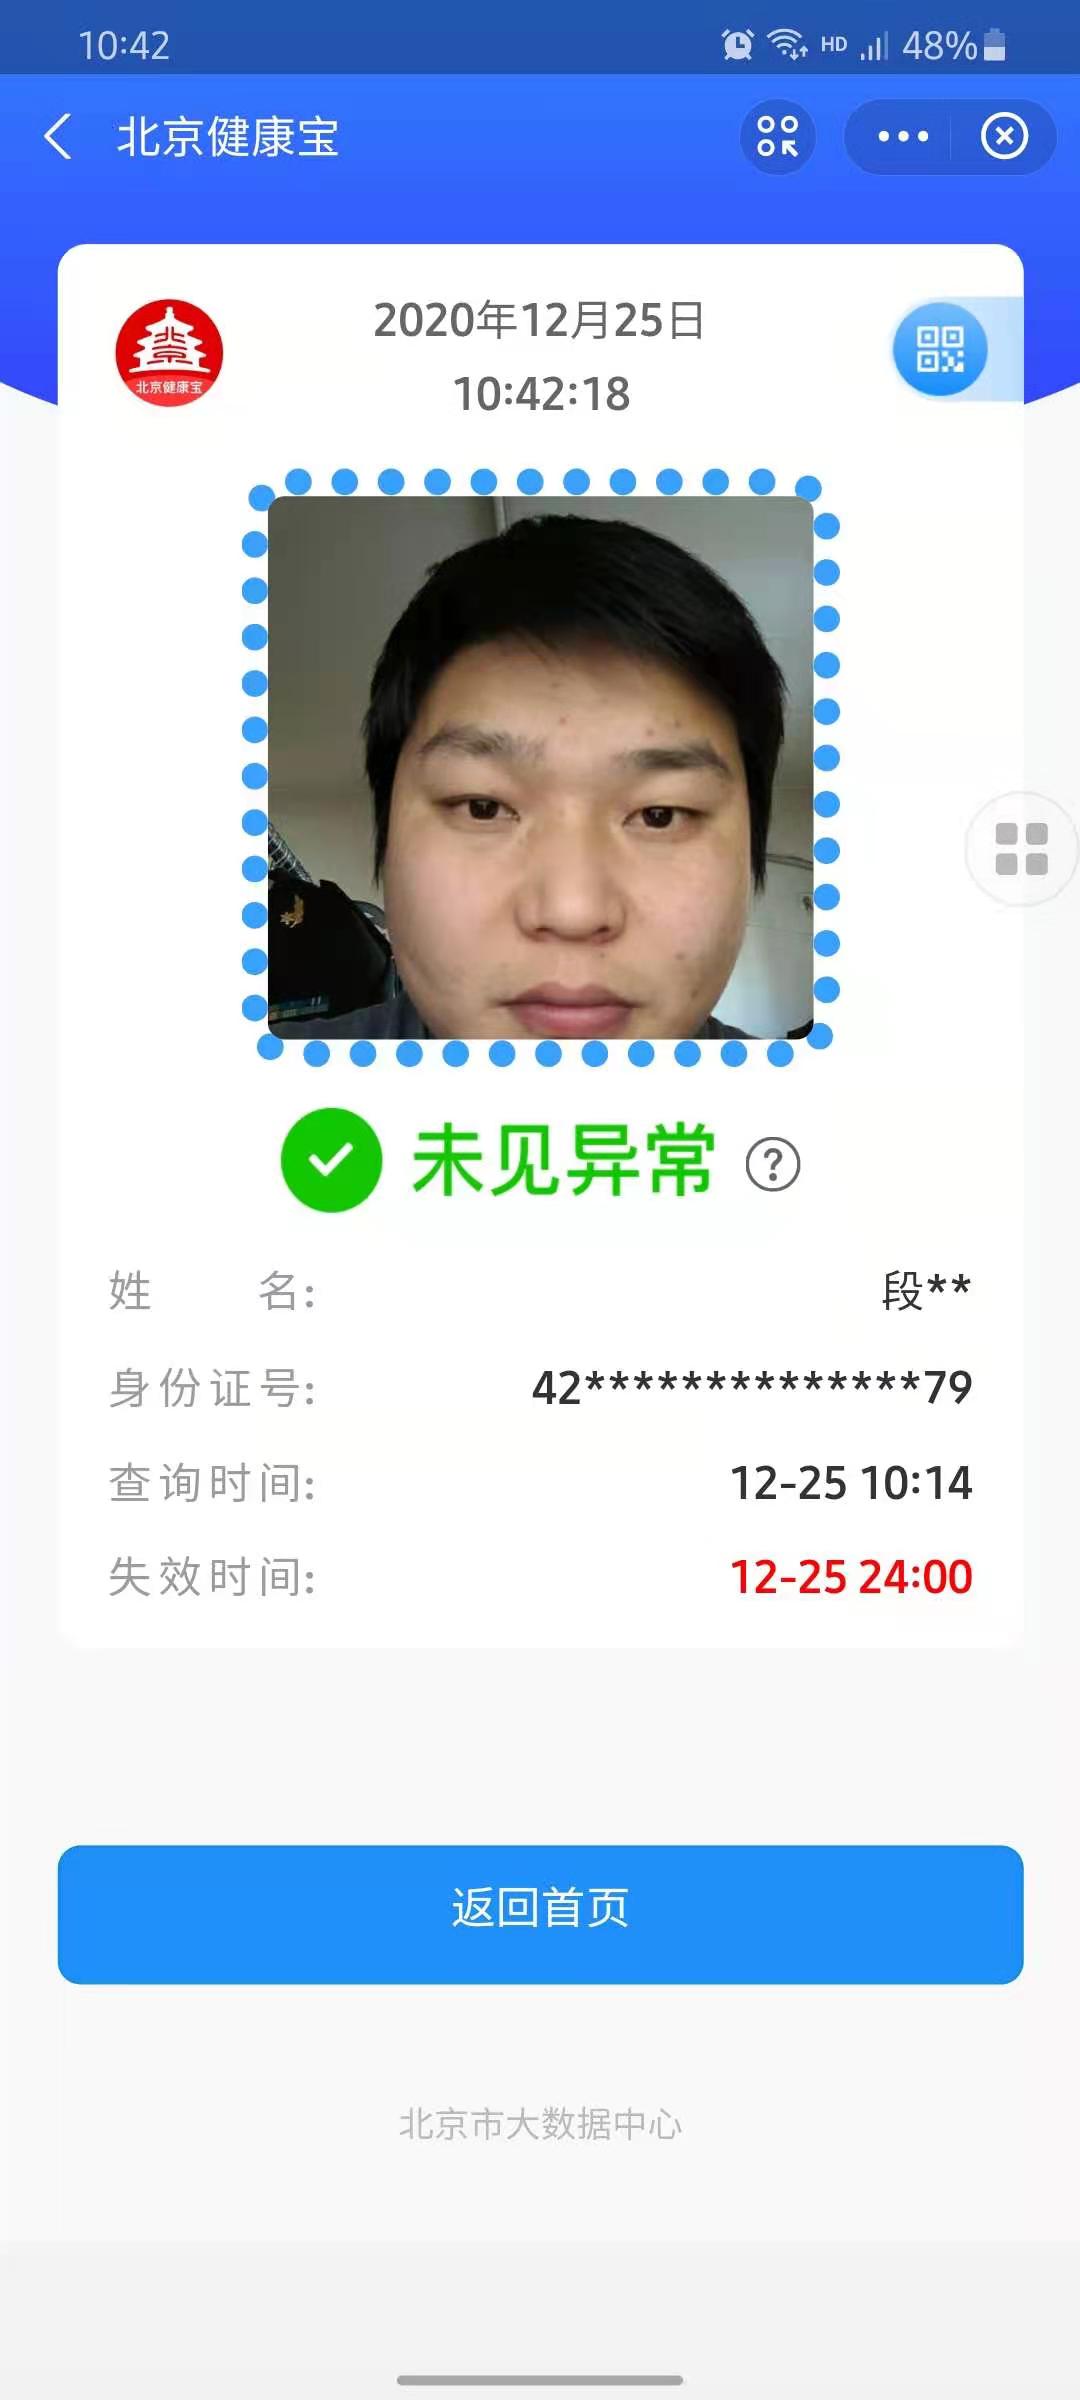 10:42 HD 48%
北京健康宝
2020年12月25日
北京健康宝
10:42:18
未见异常 ?
姓名: 段**
身份证号: 42**************79
查询时间: 12-25 10:14
失效时间: 12-25 24:00
返回首页
北京市大数据中心